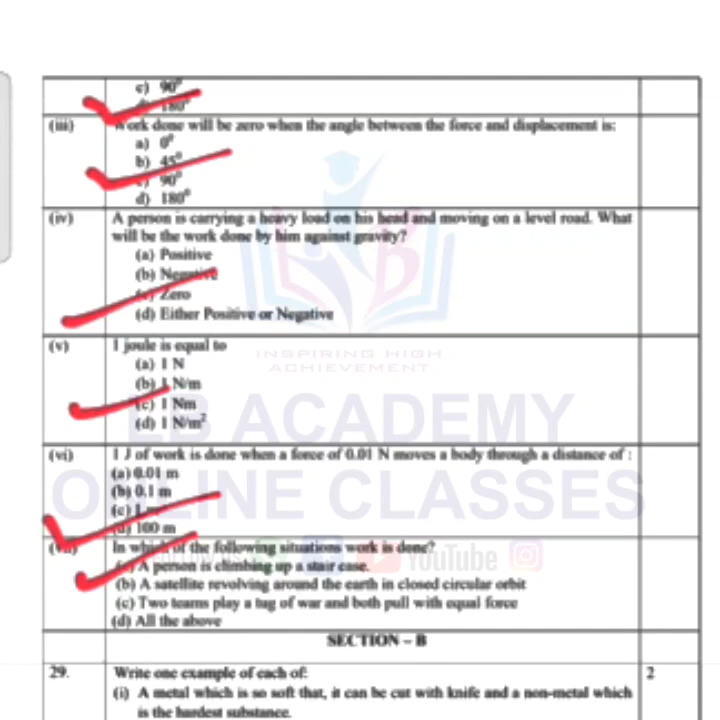 c) 90°
180°
(iii) Work done will be zero when the angle between the force and displacement is:
a) 0°
b) 45°
c) 90°
d) 180°
(iv) A person is carrying a heavy load on his head and moving on a level road. What
will be the work done by him against gravity?
(a) Positive
(b) Negative
(c) Zero
(d) Either Positive or Negative
(v) 1 joule is equal to
(a) 1 N
(b) 1 N/m
(c) 1 Nm
(d) 1 N/m²
(vi) 1 J of work is done when a force of 0.01 N moves a body through a distance of :
(a) 0.01 m
(b) 0.1 m
(c)
(d) 100 m
(vii) In which of the following situations work is done?
A person is climbing up a stair case.
(b) A satellite revolving around the earth in closed circular orbit
(c) Two teams play a tug of war and both pull with equal force
(d) All the above
SECTION – B
29. Write one example of each of: 2
(i) A metal which is so soft that, it can be cut with knife and a non-metal which
is the hardest substance.
INSPIRING HIGH
ACHIEVEMENT
LB ACADEMY
ONLINE CLASSES
YouTube